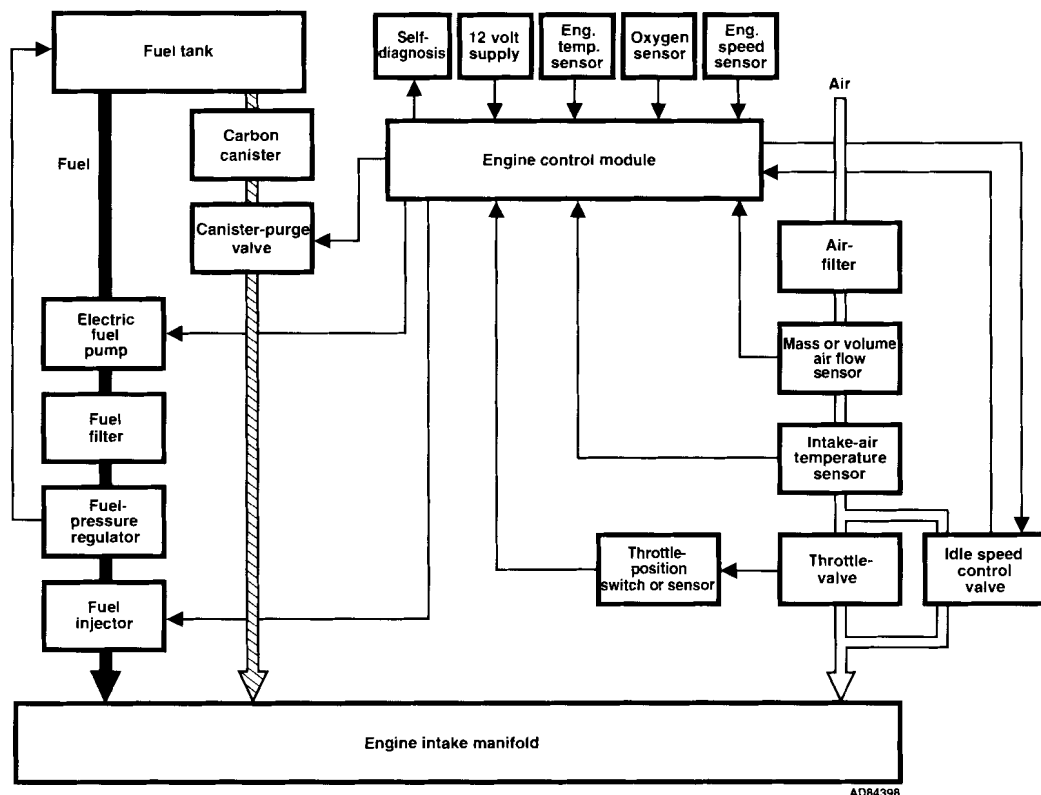 Fuel tank
Self-
diagnosis
12 volt
supply
Eng.
temp.
sensor
Oxygen
sensor
Eng.
speed
sensor
Air
Fuel
Carbon
canister
Engine control module
Canister-purge
valve
Air-
filter
Electric
fuel
pump
Mass or volume
air flow
sensor
Fuel
filter
Intake-air
temperature
sensor
Fuel-
pressure
regulator
Throttle-
position
switch or sensor
Throttle-
valve
Idle speed
control
valve
Fuel
injector
Engine intake manifold
AD84398